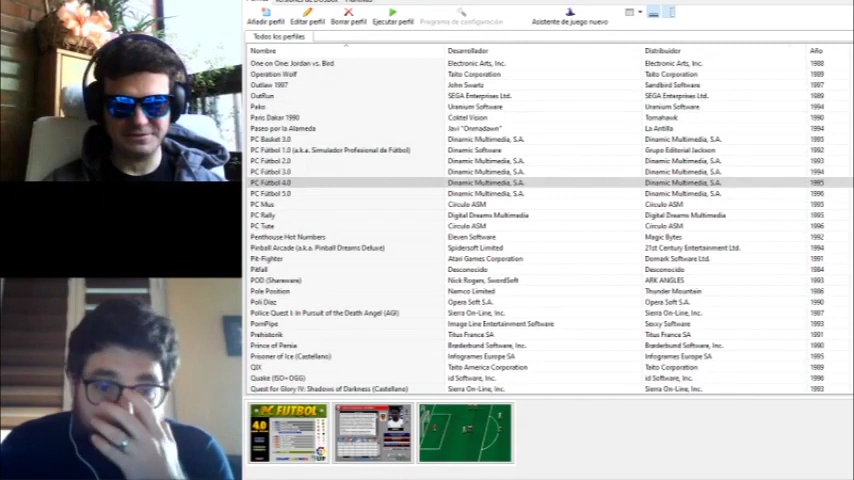 Añadir perfil Editar perfil Borrar perfil Ejecutar perfil Programa de configuración Asistente de juego nuevo
Todos los perfiles
Nombre Desarrollador Distribuidor Año
One on One: Jordan vs. Bird Electronic Arts, Inc. Electronic Arts, Inc. 1988
Operation Wolf Taito Corporation Taito Corporation 1989
Outlaw 1997 John Swartz Sandbird Software 1997
OutRun SEGA Enterprises Ltd. SEGA Enterprises Ltd. 1989
Pako Uranium Software Uranium Software 1994
Paris Dakar 1990 Coktel Vision Tomahawk 1990
Paseo por la Alameda Javi "Onmadawn" La Antilla 1994
PC Basket 3.0 Dinamic Multimedia, S.A. Dinamic Multimedia, S.A. 1995
PC Fútbol 1.0 (a.k.a. Simulador Profesional de Fútbol) Dinamic Software Grupo Editorial Jackson 1992
PC Fútbol 2.0 Dinamic Multimedia, S.A. Dinamic Multimedia, S.A. 1993
PC Fútbol 3.0 Dinamic Multimedia, S.A. Dinamic Multimedia, S.A. 1994
PC Fútbol 4.0 Dinamic Multimedia, S.A. Dinamic Multimedia, S.A. 1995
PC Fútbol 5.0 Dinamic Multimedia, S.A. Dinamic Multimedia, S.A. 1996
PC Mus Círculo ASM Círculo ASM 1995
PC Rally Digital Dreams Multimedia Digital Dreams Multimedia 1995
PC Tute Círculo ASM Círculo ASM 1995
Penthouse Hot Numbers Eleven Software Magic Bytes 1992
Pinball Arcade (a.k.a. Pinball Dreams Deluxe) Spidersoft Limited 21st Century Entertainment Ltd. 1994
Pit-Fighter Atari Games Corporation Domark Software Ltd. 1991
Pitfall Desconocido Desconocido 1984
POD (Shareware) Nick Rogers, SwordSoft ARK ANGLES 1993
Pole Position Namco Limited Thunder Mountain 1986
Poli Diaz Opera Soft S.A. Opera Soft S.A. 1990
Police Quest I: In Pursuit of the Death Angel (AGI) Sierra On-Line, Inc. Sierra On-Line, Inc. 1987
PornPipe Image Line Entertainment Software Sexxy Software 1993
Prehistorik Titus France SA Titus France SA 1991
Prince of Persia Brøderbund Software, Inc. Brøderbund Software, Inc. 1990
Prisoner of Ice (Castellano) Infogrames Europe SA Infogrames Europe SA 1995
QIX Taito America Corporation Taito Corporation 1989
Quake (ISO+OGG) id Software, Inc. id Software, Inc. 1996
Quest for Glory IV: Shadows of Darkness (Castellano) Sierra On-Line, Inc. Sierra On-Line, Inc. 1993
PC FUTBOL
4.0